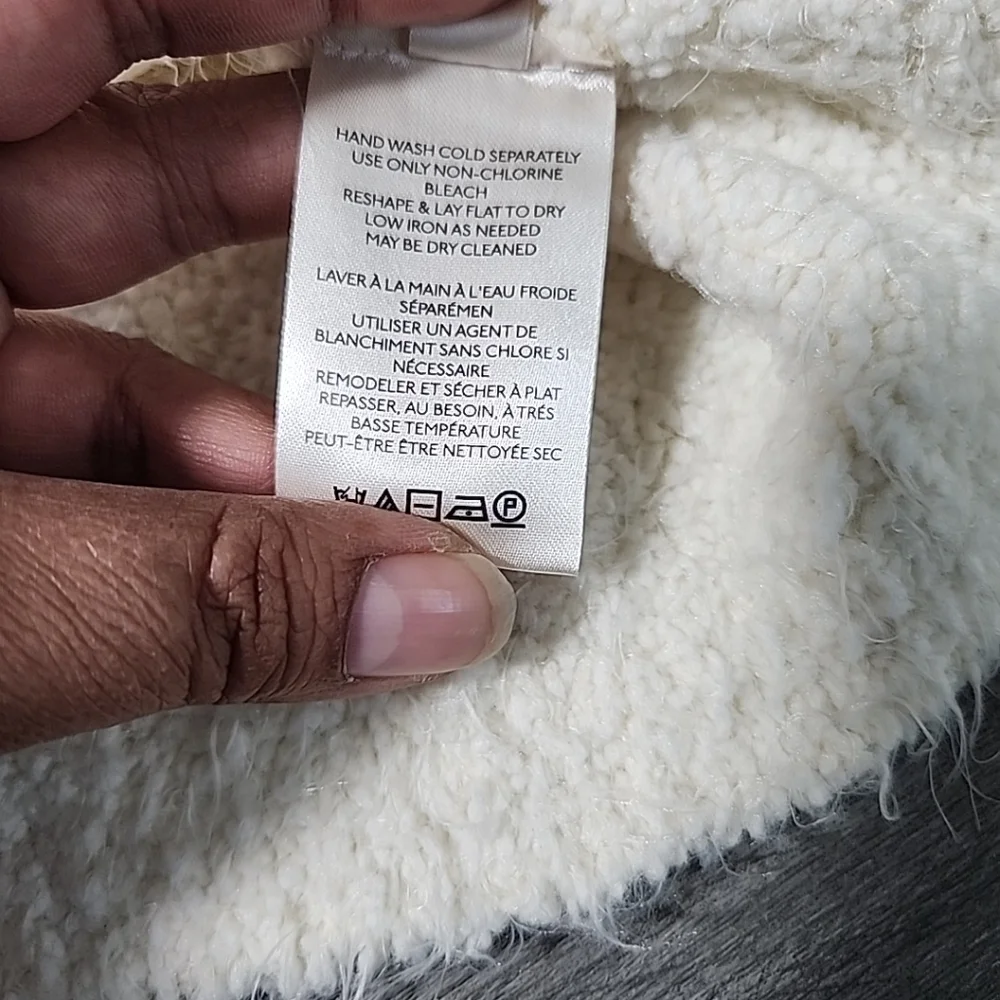 HAND WASH COLD SEPARATELY
USE ONLY NON-CHLORINE
BLEACH
RESHAPE & LAY FLAT TO DRY
LOW IRON AS NEEDED
MAY BE DRY CLEANED
LAVER À LA MAIN À L'EAU FROIDE
SÉPARÉMEN
UTILISER UN AGENT DE
BLANCHIMENT SANS CHLORE SI
NÉCESSAIRE
REMODELER ET SÉCHER À PLAT
REPASSER, AU BESOIN, À TRÉS
BASSE TEMPÉRATURE
PEUT-ÊTRE ÊTRE NETTOYÉE SEC
P